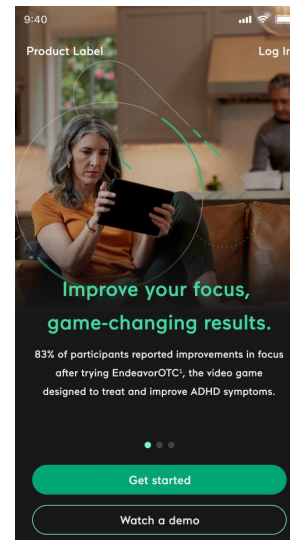 9:40
Product Label
Log In
Improve your focus,
game-changing results.
83% of participants reported improvements in focus
after trying EndeavorOTC¹, the video game
designed to treat and improve ADHD symptoms.
Get started
Watch a demo